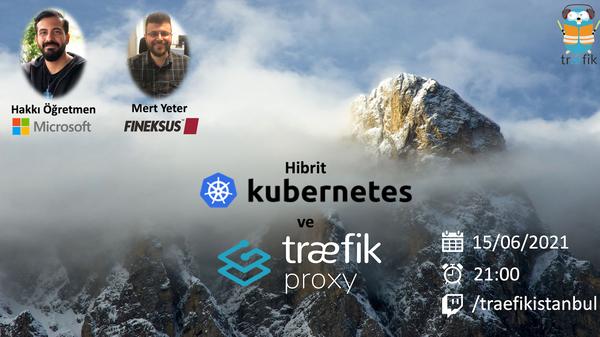 træfik
Hakkı Öğretmen
Mert Yeter
Microsoft
FINEKSUS
Hibrit
kubernetes
ve
træfik
proxy
15/06/2021
21:00
/traefikistanbul